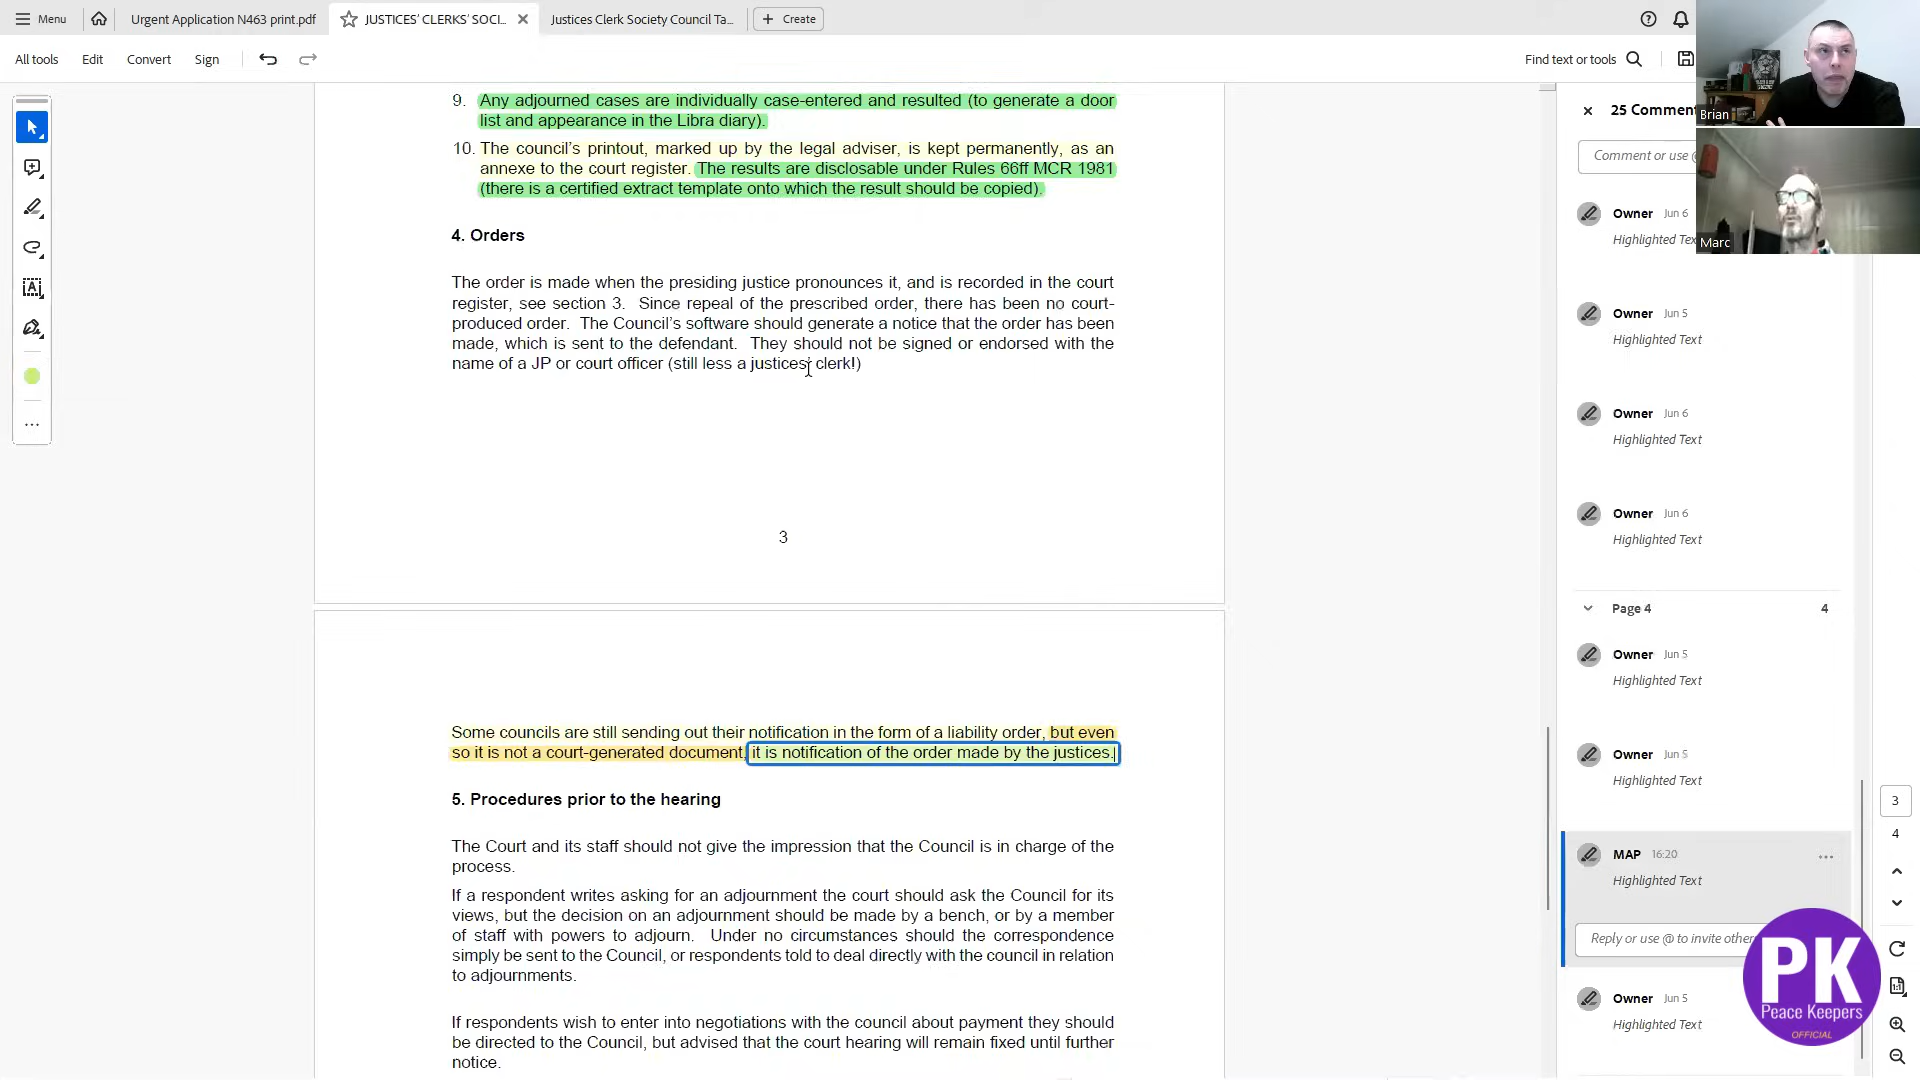 Menu
Urgent Application N463 print.pdf
JUSTICES' CLERKS' SOCI...
Justices Clerk Society Council Ta...
Create
All tools
Edit
Convert
Sign
Find text or tools
9. Any adjourned cases are individually case-entered and resulted (to generate a door
list and appearance in the Libra diary).
10. The council's printout, marked up by the legal adviser, is kept permanently, as an
annexe to the court register. The results are disclosable under Rules 66ff MCR 1981
(there is a certified extract template onto which the result should be copied).
4. Orders
The order is made when the presiding justice pronounces it, and is recorded in the court
register, see section 3. Since repeal of the prescribed order, there has been no court-
produced order. The Council's software should generate a notice that the order has been
made, which is sent to the defendant. They should not be signed or endorsed with the
name of a JP or court officer (still less a justices' clerk!)
3
Some councils are still sending out their notification in the form of a liability order, but even
so it is not a court-generated document, it is notification of the order made by the justices.
5. Procedures prior to the hearing
The Court and its staff should not give the impression that the Council is in charge of the
process.
If a respondent writes asking for an adjournment the court should ask the Council for its
views, but the decision on an adjournment should be made by a bench, or by a member
of staff with powers to adjourn. Under no circumstances should the correspondence
simply be sent to the Council, or respondents told to deal directly with the council in relation
to adjournments.
If respondents wish to enter into negotiations with the council about payment they should
be directed to the Council, but advised that the court hearing will remain fixed until further
notice.
25 Comment
Comment or use @
Owner Jun 6
Highlighted Tex
Owner Jun 5
Highlighted Text
Owner Jun 6
Highlighted Text
Owner Jun 6
Highlighted Text
Page 4 4
Owner Jun 5
Highlighted Text
Owner Jun 5
Highlighted Text
MAP 16:20
Highlighted Text
Reply or use @ to invite other
Owner Jun 5
Highlighted Text
3
4
1:1
Brian
Marc
PK
Peace Keepers
OFFICIAL